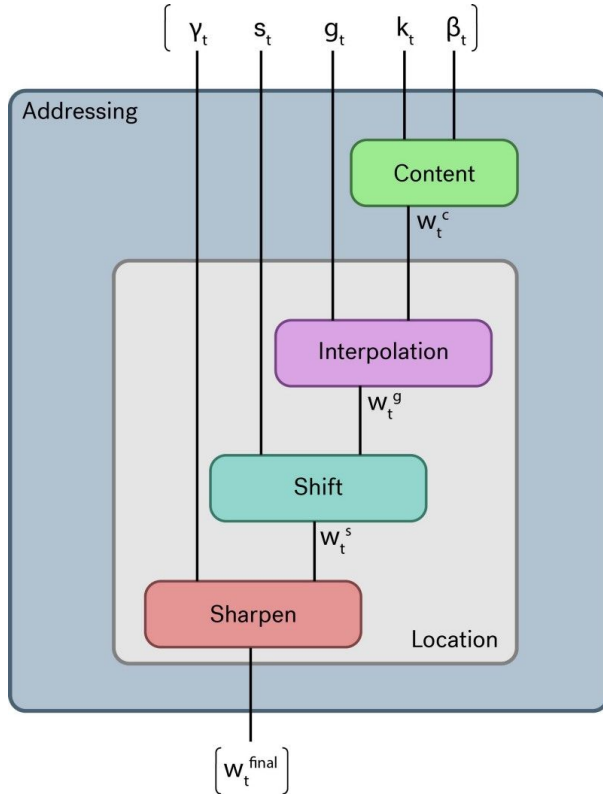 [ γₜ sₜ gₜ kₜ βₜ ]
Addressing
Content
wₜᶜ
Interpolation
wₜᵍ
Shift
wₜˢ
Sharpen
Location
[ wₜᶠⁱⁿᵃˡ ]